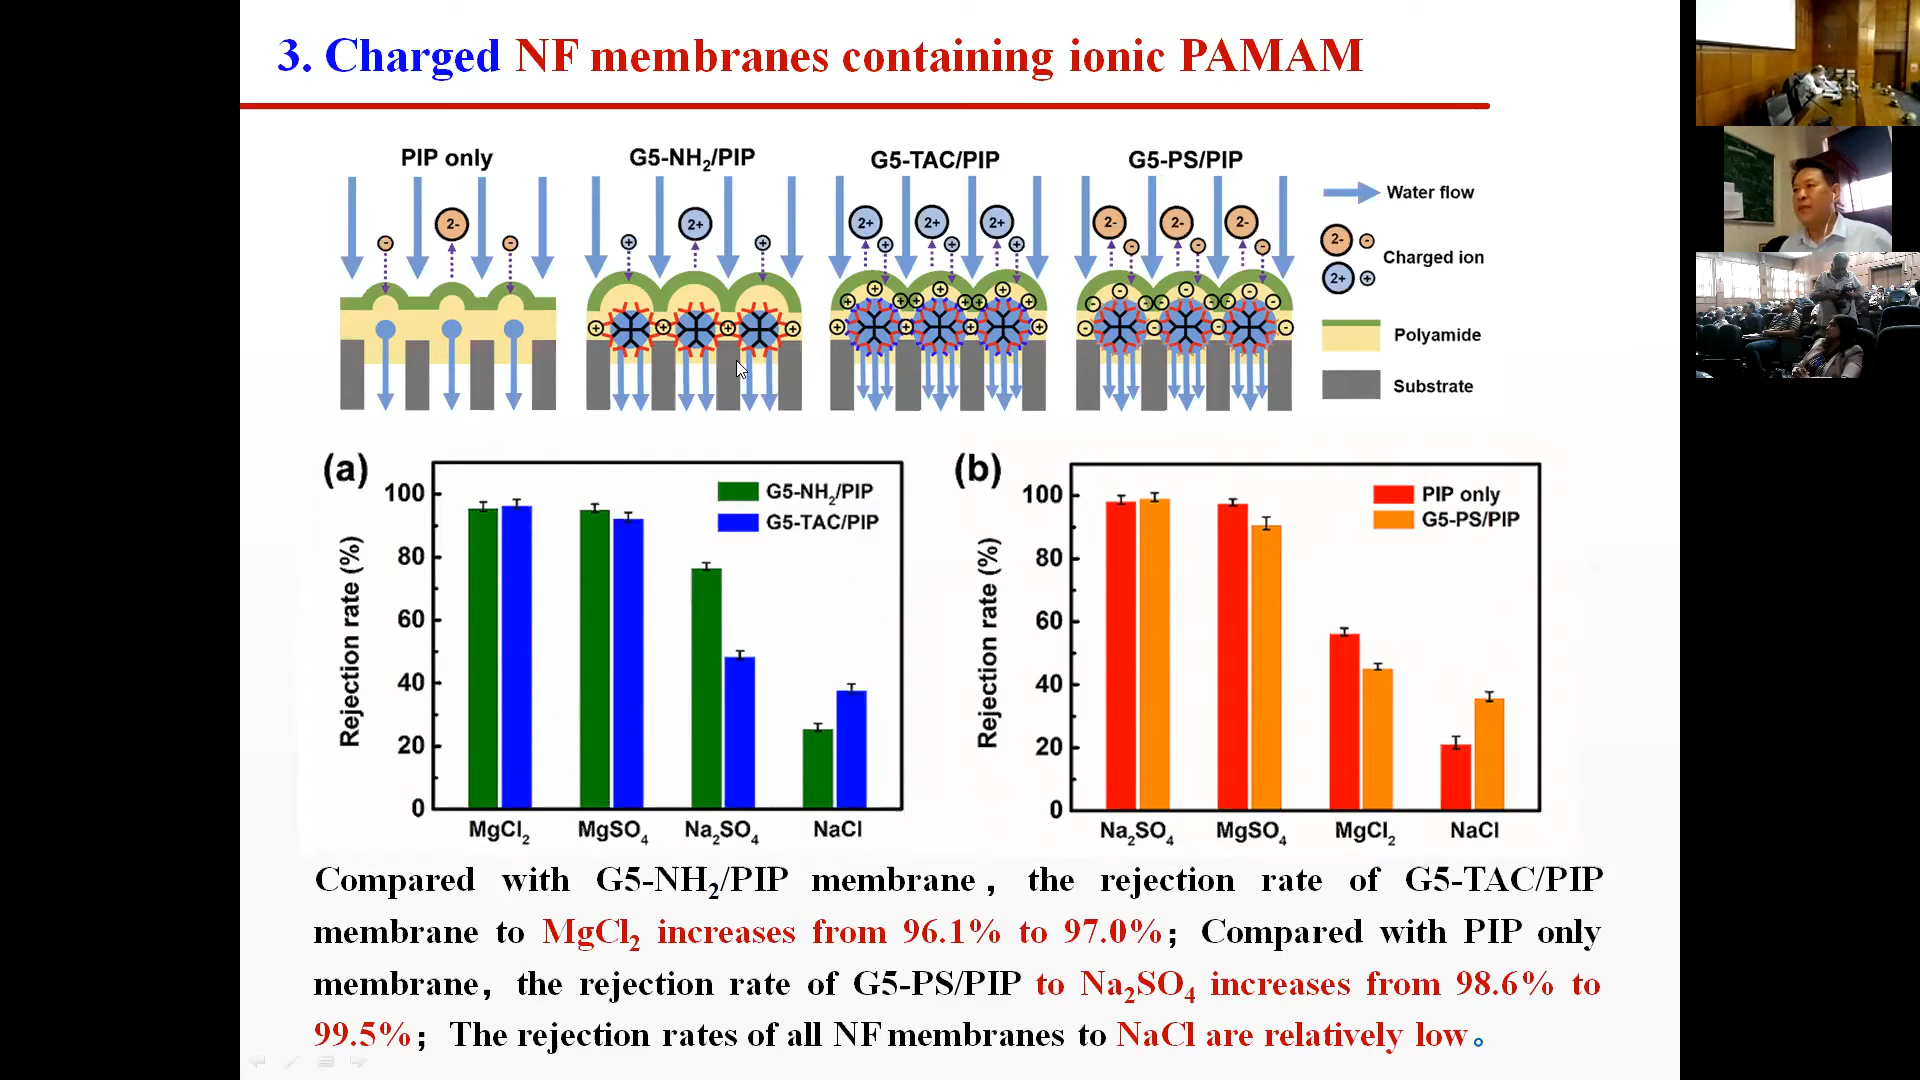 3. Charged NF membranes containing ionic PAMAM
PIP only
G5-NH2/PIP
G5-TAC/PIP
G5-PS/PIP
2-
2+
2+ 2+ 2+
2- 2- 2-
Water flow
2-
2+
Charged ion
Polyamide
Substrate
(a)
G5-NH2/PIP
G5-TAC/PIP
Rejection rate (%)
100
80
60
40
20
0
MgCl2 MgSO4 Na2SO4 NaCl
(b)
PIP only
G5-PS/PIP
Rejection rate (%)
100
80
60
40
20
0
Na2SO4 MgSO4 MgCl2 NaCl
Compared with G5-NH2/PIP membrane，the rejection rate of G5-TAC/PIP
membrane to MgCl2 increases from 96.1% to 97.0%；Compared with PIP only
membrane，the rejection rate of G5-PS/PIP to Na2SO4 increases from 98.6% to
99.5%；The rejection rates of all NF membranes to NaCl are relatively low。